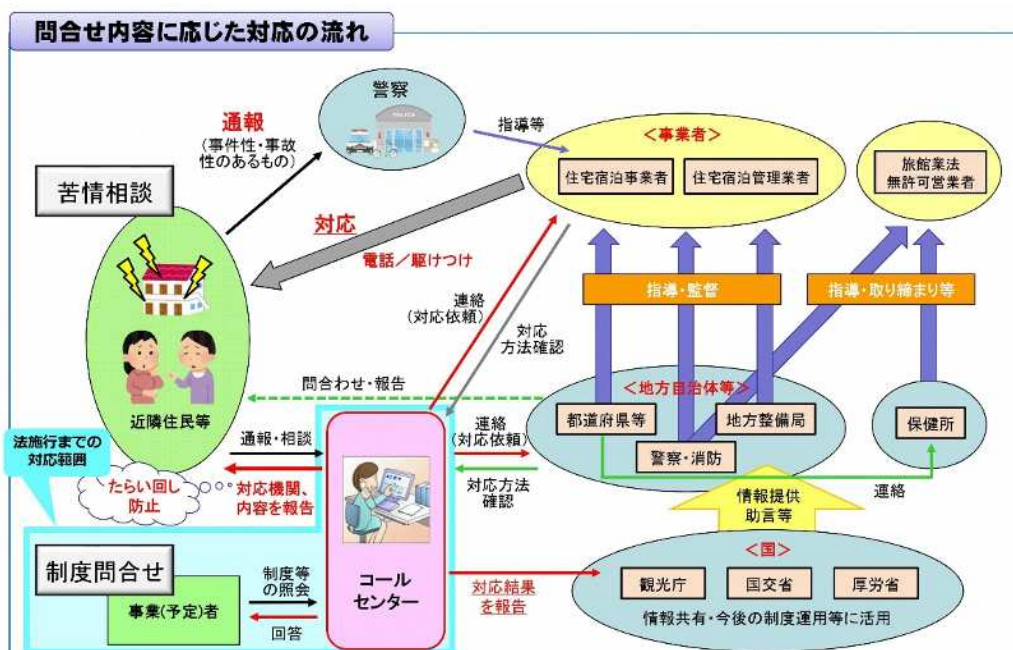 問合せ内容に応じた対応の流れ
警察
通報
(事件性・事故
性のあるもの)
指導等
<事業者>
住宅宿泊事業者
住宅宿泊管理業者
旅館業法
無許可営業者
苦情相談
対応
電話/駆けつけ
指導・監督
指導・取り締まり等
連絡
(対応依頼)
対応
方法確認
近隣住民等
問合わせ・報告
<地方自治体等>
都道府県等
地方整備局
警察・消防
保健所
連絡
法施行までの
対応範囲
通報・相談
連絡
(対応依頼)
たらい回し
防止
対応機関、
内容を報告
対応方法
確認
情報提供
助言等
制度問合せ
事業(予定)者
制度等
の照会
回答
コール
センター
対応結果
を報告
<国>
観光庁
国交省
厚労省
情報共有・今後の制度運用等に活用